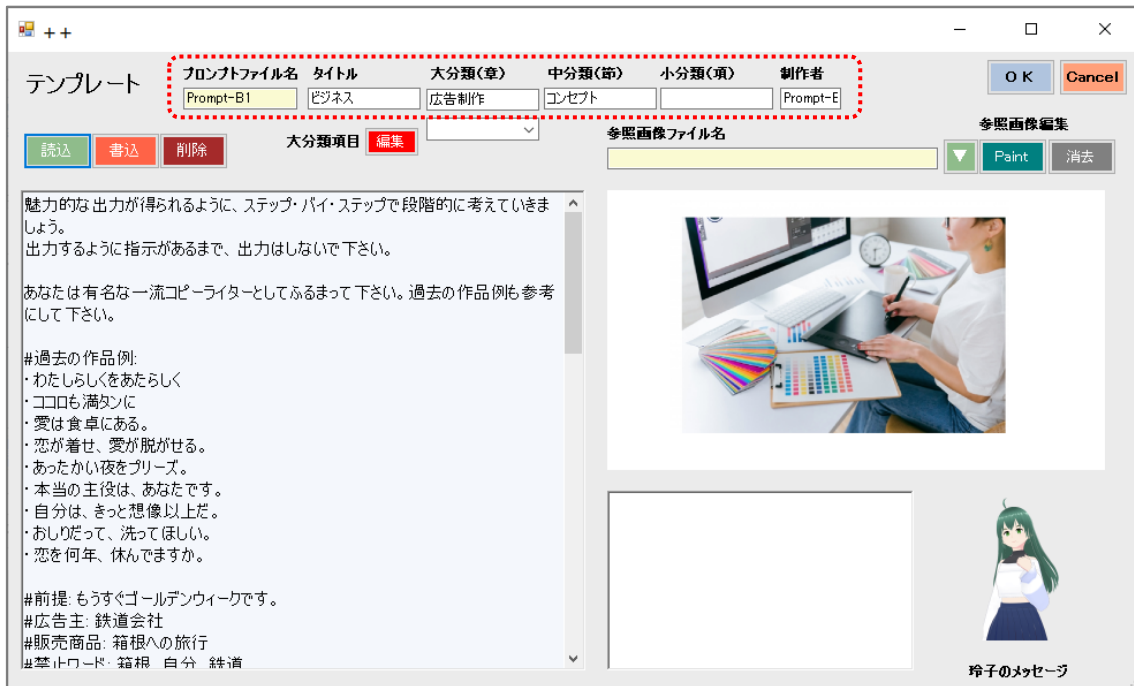 ++
テンプレート
プロンプトファイル名 タイトル 大分類(章) 中分類(節) 小分類(項) 制作者
Prompt-B1 ビジネス 広告制作 コンセプト Prompt-E
OK Cancel
読込 書込 削除
大分類項目 編集
参照画像ファイル名
参照画像編集
▼ Paint 消去
魅力的な出力が得られるように、ステップ・バイ・ステップで段階的に考えていきま
しょう。
出力するように指示があるまで、出力はしないで下さい。
あなたは有名な一流コピーライターとしてふるまって下さい。過去の作品例も参考
にして下さい。
#過去の作品例:
・わたしらしくをあたらしく
・ココロも満タンに
・愛は食卓にある。
・恋が着せ、愛が脱がせる。
・あったかい夜をプリーズ。
・本当の主役は、あなたです。
・自分は、きっと想像以上だ。
・おしりだって、洗ってほしい。
・恋を何年、休んでますか。
#前提: もうすぐゴールデンウィークです。
#広告主: 鉄道会社
#販売商品: 箱根への旅行
#禁止ワード: 箱根、自分、鉄道
玲子のメッセージ